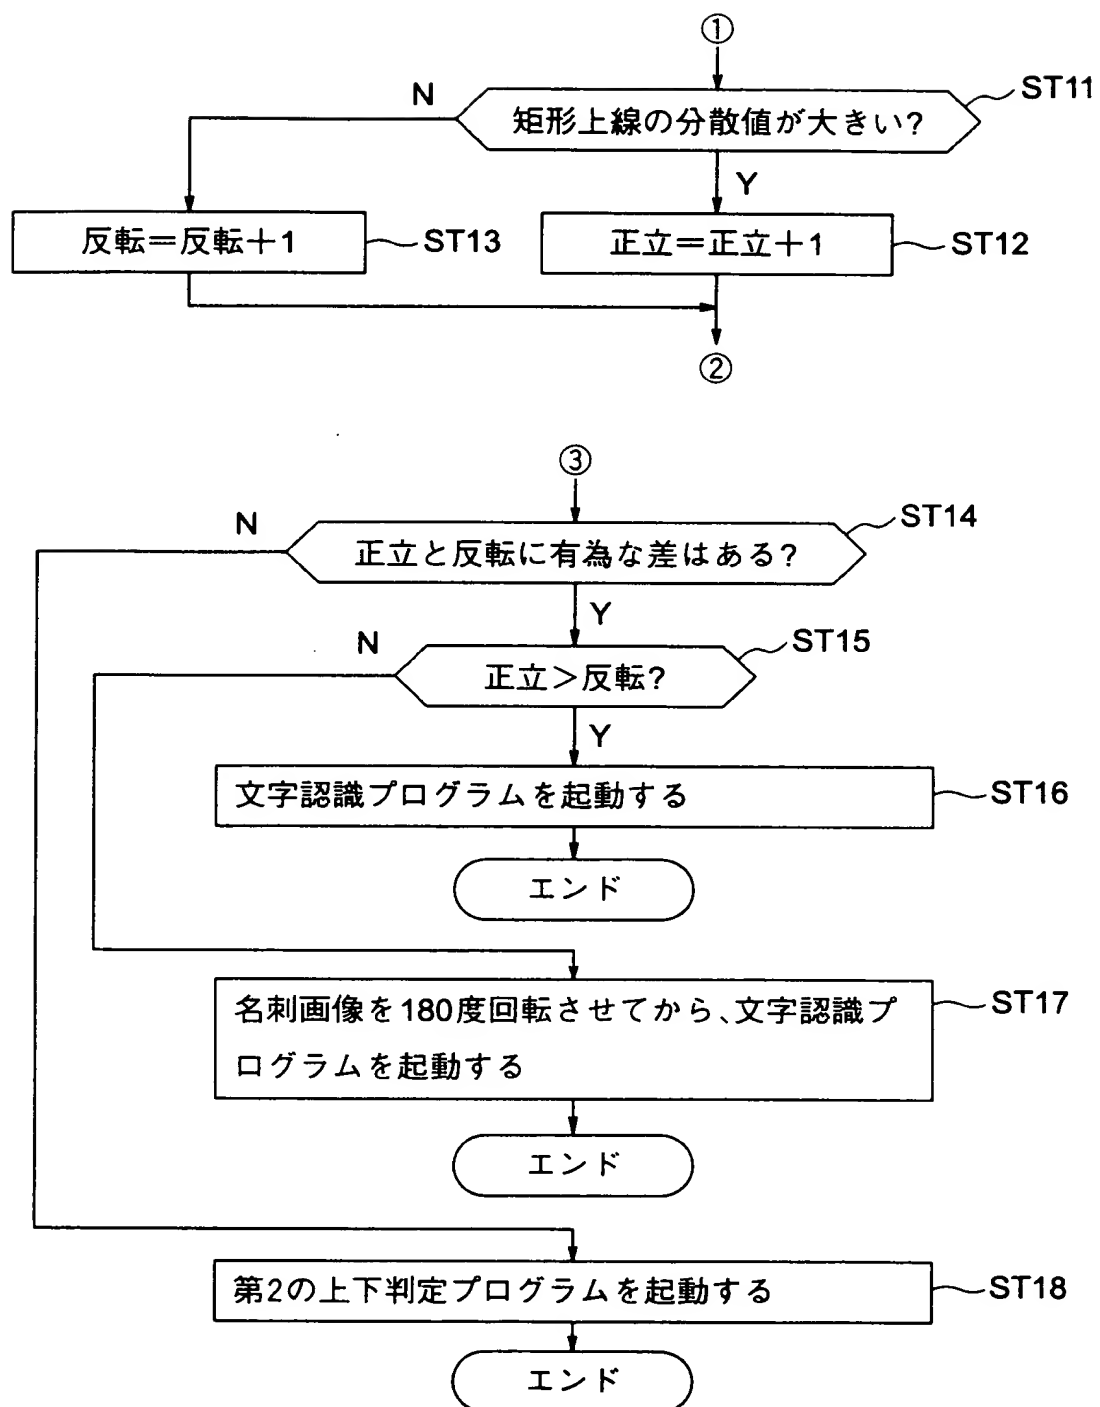 ①
N
ST11
矩形上線の分散値が大きい?
Y
反転=反転+1
ST13
正立=正立+1
ST12
②
③
N
ST14
正立と反転に有為な差はある?
Y
N
ST15
正立>反転?
Y
文字認識プログラムを起動する
ST16
エンド
名刺画像を180度回転させてから、文字認識プ
ログラムを起動する
ST17
エンド
第2の上下判定プログラムを起動する
ST18
エンド